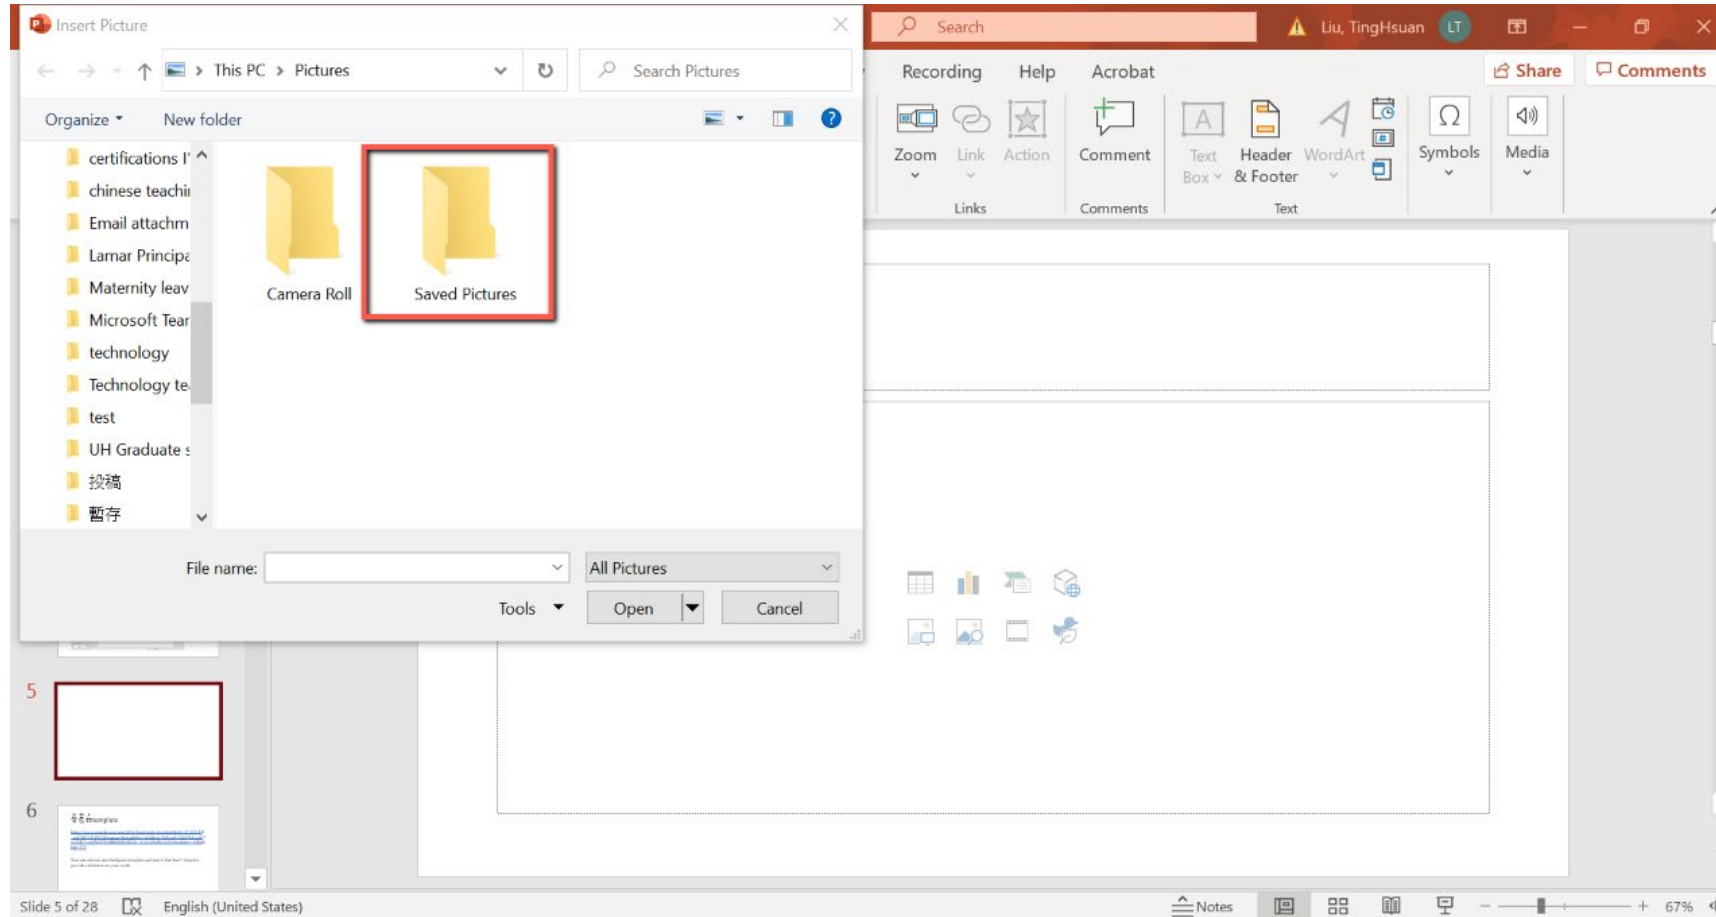 Insert Picture
Search
Liu, TingHsuan
LT
This PC > Pictures
Search Pictures
Recording
Help
Acrobat
Share
Comments
Organize
New folder
certifications I'
chinese teachi
Email attachm
Lamar Principa
Maternity leav
Microsoft Tear
technology
Technology te
test
UH Graduate s
投稿
暫存
Camera Roll
Saved Pictures
Zoom
Link
Action
Comment
Text Box
Header & Footer
WordArt
Symbols
Media
Links
Comments
Text
File name:
All Pictures
Tools
Open
Cancel
5
6
template
Slide 5 of 28
English (United States)
Notes
67%